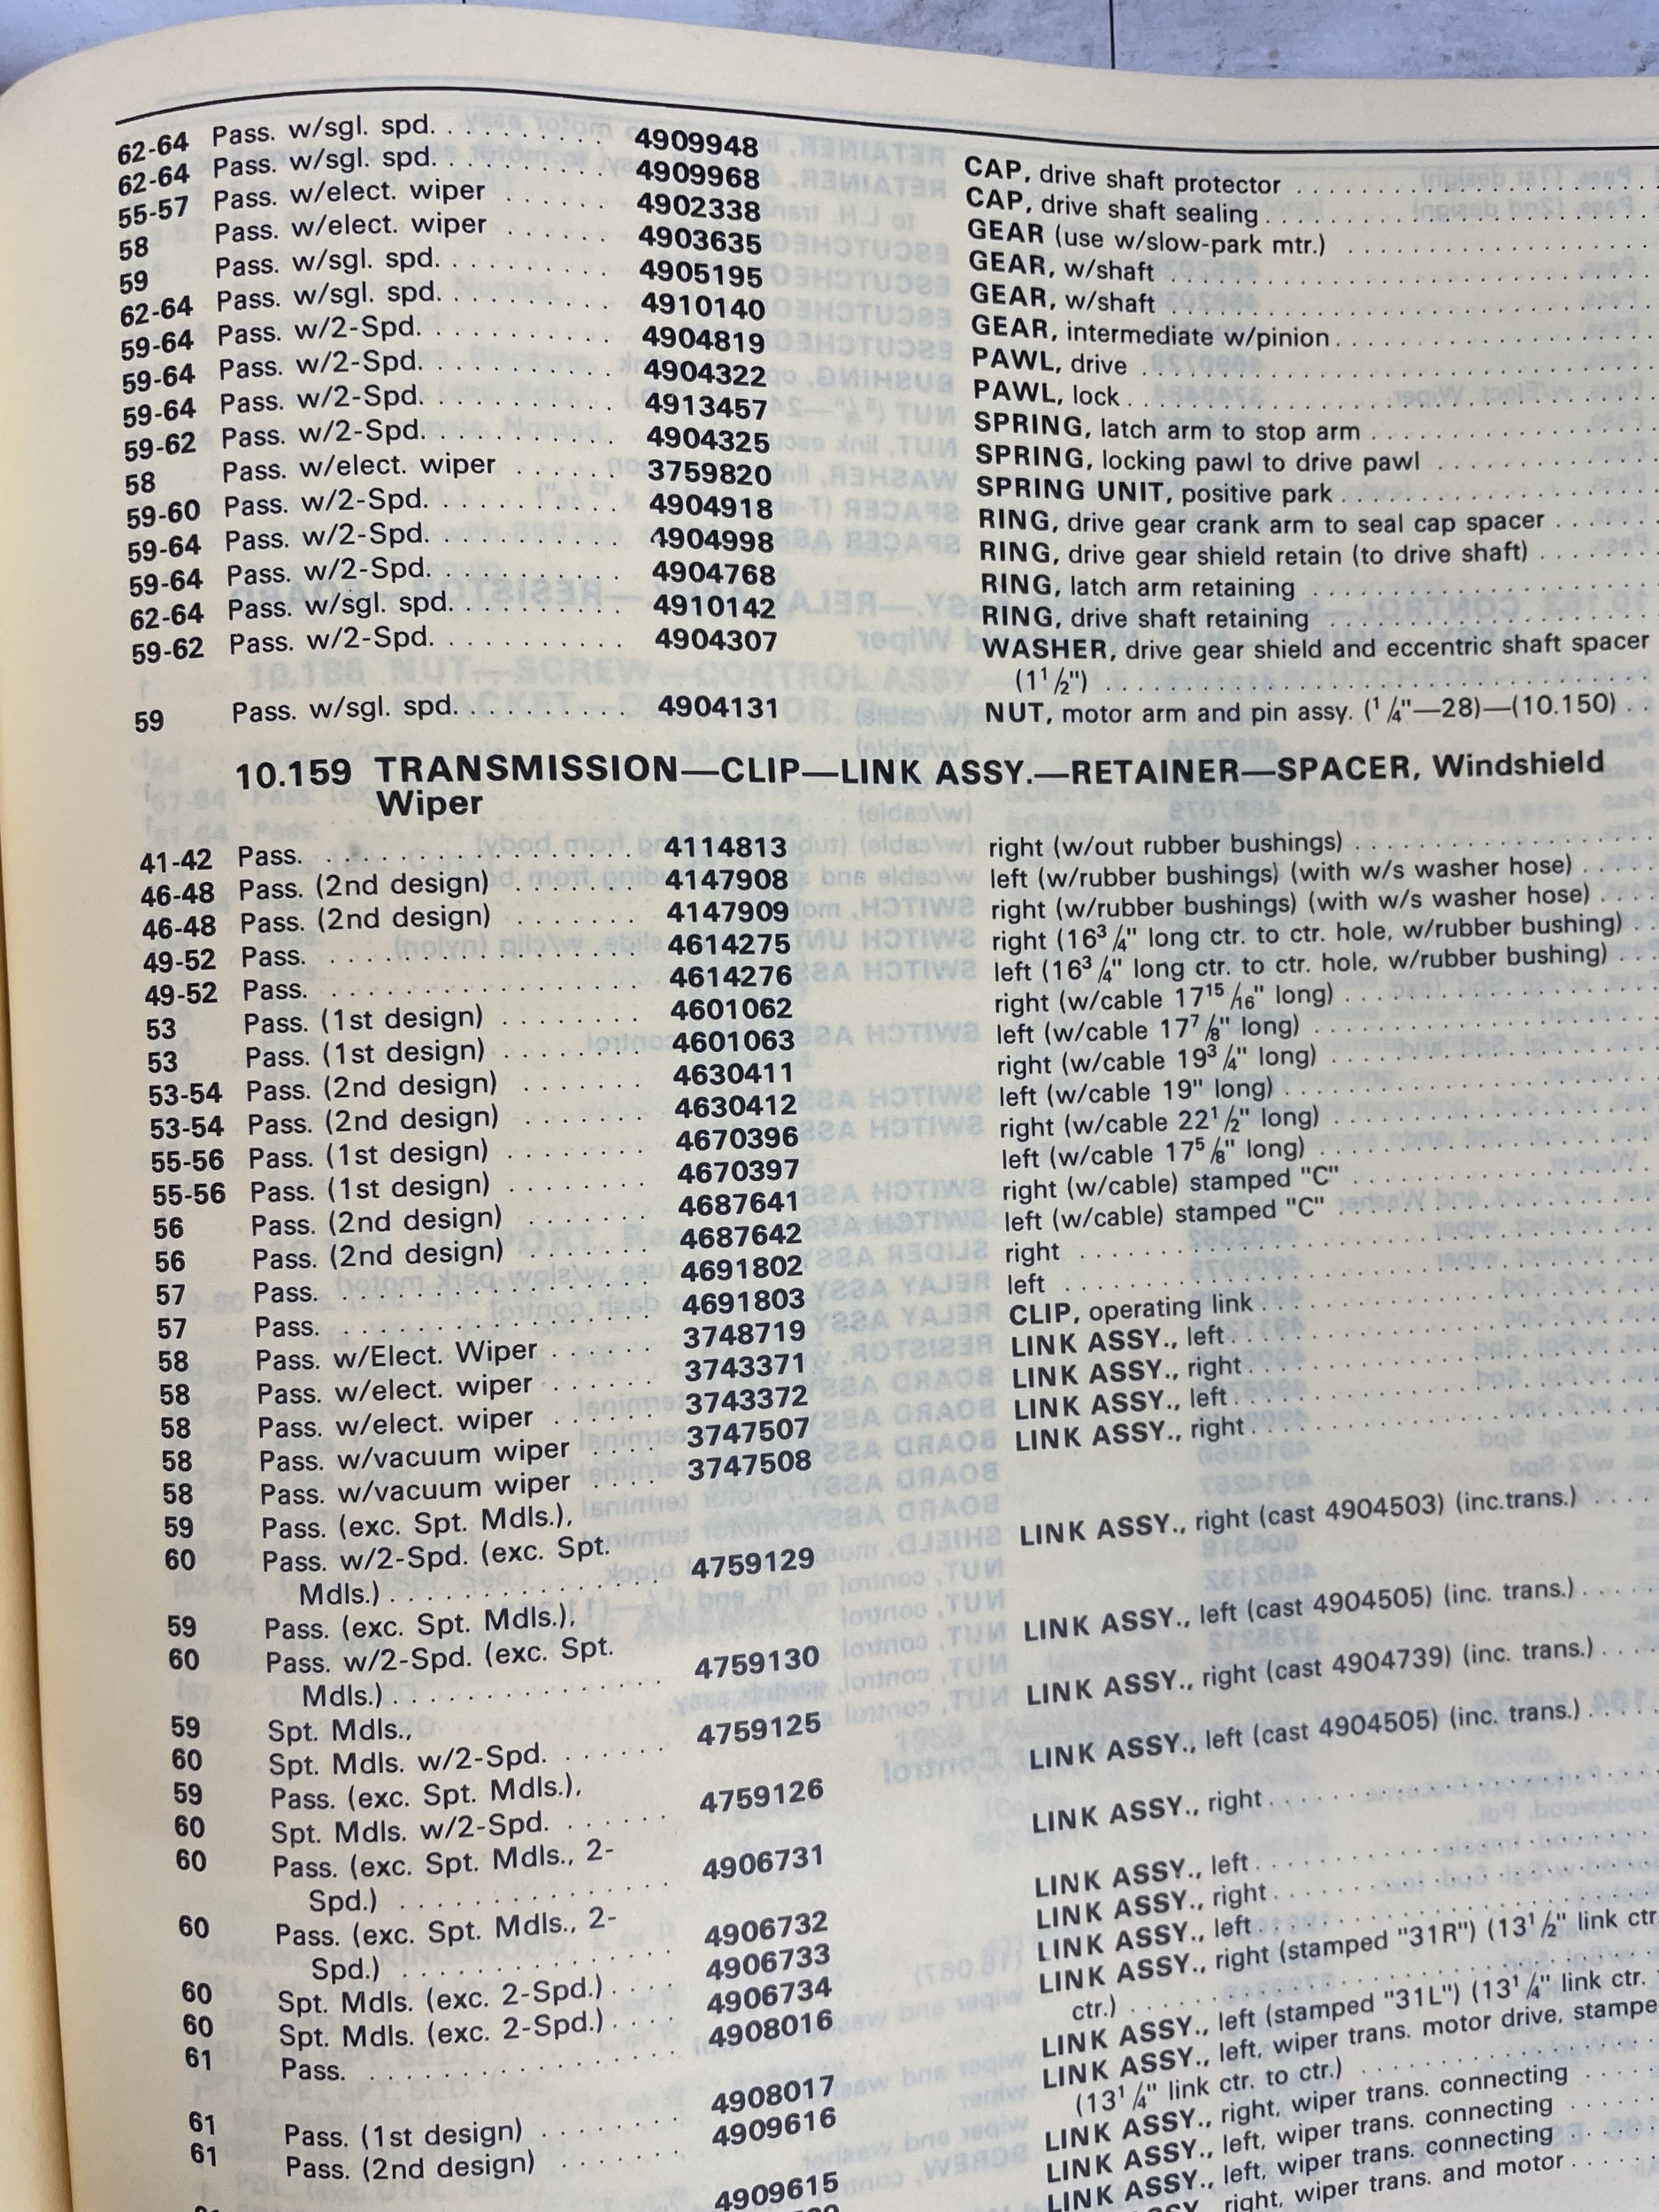 62-64 Pass. w/sgl. spd. . . . . . . . . . 4909948 CAP, drive shaft protector . . . . . . . . . .
62-64 Pass. w/sgl. spd. . . . . . . . . . 4909968 CAP, drive shaft sealing . . . . . . . . . .
55-57 Pass. w/elect. wiper . . . . . . 4902338 GEAR (use w/slow-park mtr.) . . . . . . . . . .
58 Pass. w/elect. wiper . . . . . . 4903635 GEAR, w/shaft . . . . . . . . . .
59 Pass. w/sgl. spd. . . . . . . . . . 4905195 GEAR, w/shaft . . . . . . . . . .
62-64 Pass. w/sgl. spd. . . . . . . . . . 4910140 GEAR, intermediate w/pinion . . . . . . . . . .
59-64 Pass. w/2-Spd. . . . . . . . . . . 4904819 PAWL, drive . . . . . . . . . .
59-64 Pass. w/2-Spd. . . . . . . . . . . 4904322 PAWL, lock . . . . . . . . . .
59-64 Pass. w/2-Spd. . . . . . . . . . . 4913457 SPRING, latch arm to stop arm . . . . . . . . . .
59-62 Pass. w/2-Spd. . . . . . . . . . . 4904325 SPRING, locking pawl to drive pawl . . . . . . . . . .
58 Pass. w/elect. wiper . . . . . . 3759820 SPRING UNIT, positive park . . . . . . . . . .
59-60 Pass. w/2-Spd. . . . . . . . . . . 4904918 RING, drive gear crank arm to seal cap spacer . . . . . .
59-64 Pass. w/2-Spd. . . . . . . . . . . 4904998 RING, drive gear shield retain (to drive shaft) . . . . . .
59-64 Pass. w/2-Spd. . . . . . . . . . . 4904768 RING, latch arm retaining . . . . . . . . . .
62-64 Pass. w/sgl. spd. . . . . . . . . . 4910142 RING, drive shaft retaining . . . . . . . . . .
59-62 Pass. w/2-Spd. . . . . . . . . . . 4904307 WASHER, drive gear shield and eccentric shaft spacer
(1 1/2") . . . . . . . . . .
59 Pass. w/sgl. spd. . . . . . . . . . 4904131 NUT, motor arm and pin assy. (1/4"—28)—(10.150) . .
10.159 TRANSMISSION—CLIP—LINK ASSY.—RETAINER—SPACER, Windshield
Wiper
41-42 Pass. . . . . . . . . . . 4114813 right (w/out rubber bushings) . . . . . . . . . .
46-48 Pass. (2nd design) . . . . . . . 4147908 left (w/rubber bushings) (with w/s washer hose) . . . .
46-48 Pass. (2nd design) . . . . . . . 4147909 right (w/rubber bushings) (with w/s washer hose) . . . .
49-52 Pass. . . . . . . . . . . 4614275 right (16 3/4" long ctr. to ctr. hole, w/rubber bushing) . .
49-52 Pass. . . . . . . . . . . 4614276 left (16 3/4" long ctr. to ctr. hole, w/rubber bushing) . . .
53 Pass. (1st design) . . . . . . . 4601062 right (w/cable 17 15/16" long) . . . . . . . . . .
53 Pass. (1st design) . . . . . . . 4601063 left (w/cable 17 7/8" long) . . . . . . . . . .
53-54 Pass. (2nd design) . . . . . . . 4630411 right (w/cable 19 3/4" long) . . . . . . . . . .
53-54 Pass. (2nd design) . . . . . . . 4630412 left (w/cable 19" long) . . . . . . . . . .
55-56 Pass. (1st design) . . . . . . . 4670396 right (w/cable 22 1/2" long) . . . . . . . . . .
55-56 Pass. (1st design) . . . . . . . 4670397 left (w/cable 17 5/8" long) . . . . . . . . . .
56 Pass. (2nd design) . . . . . . . 4687641 right (w/cable) stamped "C" . . . . . . . . . .
56 Pass. (2nd design) . . . . . . . 4687642 left (w/cable) stamped "C" . . . . . . . . . .
57 Pass. . . . . . . . . . . 4691802 right . . . . . . . . . .
57 Pass. . . . . . . . . . . 4691803 left . . . . . . . . . .
58 Pass. w/Elect. Wiper . . . . . . 3748719 CLIP, operating link . . . . . . . . . .
58 Pass. w/elect. wiper . . . . . . 3743371 LINK ASSY., left . . . . . . . . . .
58 Pass. w/elect. wiper . . . . . . 3743372 LINK ASSY., right . . . . . . . . . .
58 Pass. w/vacuum wiper . . . . 3747507 LINK ASSY., left . . . . . . . . . .
58 Pass. w/vacuum wiper . . . . 3747508 LINK ASSY., right . . . . . . . . . .
59 Pass. (exc. Spt. Mdls.),
60 Pass. w/2-Spd. (exc. Spt.
Mdls.) . . . . . . . . . . 4759129 LINK ASSY., right (cast 4904503) (inc.trans.) . . . .
59 Pass. (exc. Spt. Mdls.),
60 Pass. w/2-Spd. (exc. Spt.
Mdls.) . . . . . . . . . . 4759130 LINK ASSY., left (cast 4904505) (inc. trans.) . . . .
59 Spt. Mdls.,
60 Spt. Mdls. w/2-Spd. . . . . . . 4759125 LINK ASSY., right (cast 4904739) (inc. trans.) . . . .
59 Pass. (exc. Spt. Mdls.),
60 Spt. Mdls. w/2-Spd. . . . . . . 4759126 LINK ASSY., left (cast 4904505) (inc. trans.) . . . .
60 Pass. (exc. Spt. Mdls., 2-
Spd.) . . . . . . . . . . 4906731 LINK ASSY., right . . . . . . . . . .
60 Pass. (exc. Spt. Mdls., 2-
Spd.) . . . . . . . . . . 4906732 LINK ASSY., left . . . . . . . . . .
60 Spt. Mdls. (exc. 2-Spd.) . . . . 4906733 LINK ASSY., right . . . . . . . . . .
60 Spt. Mdls. (exc. 2-Spd.) . . . . 4906734 LINK ASSY., left . . . . . . . . . .
61 Pass. . . . . . . . . . . 4908016 LINK ASSY., right (stamped "31R") (13 1/2" link ctr.
ctr.) . . . . . . . . . .
61 Pass. (1st design) . . . . . . . 4908017 LINK ASSY., left (stamped "31L") (13 1/4" link ctr.
61 Pass. (2nd design) . . . . . . . 4909616 LINK ASSY., left, wiper trans. motor drive, stampe
(13 1/4" link ctr. to ctr.) . . . . . . . . . .
4909615 LINK ASSY., right, wiper trans. connecting . . . . .
LINK ASSY., left, wiper trans. connecting . . . . .
LINK ASSY., left, wiper trans. connecting . . . . .
right, wiper trans. and motor . . . . .